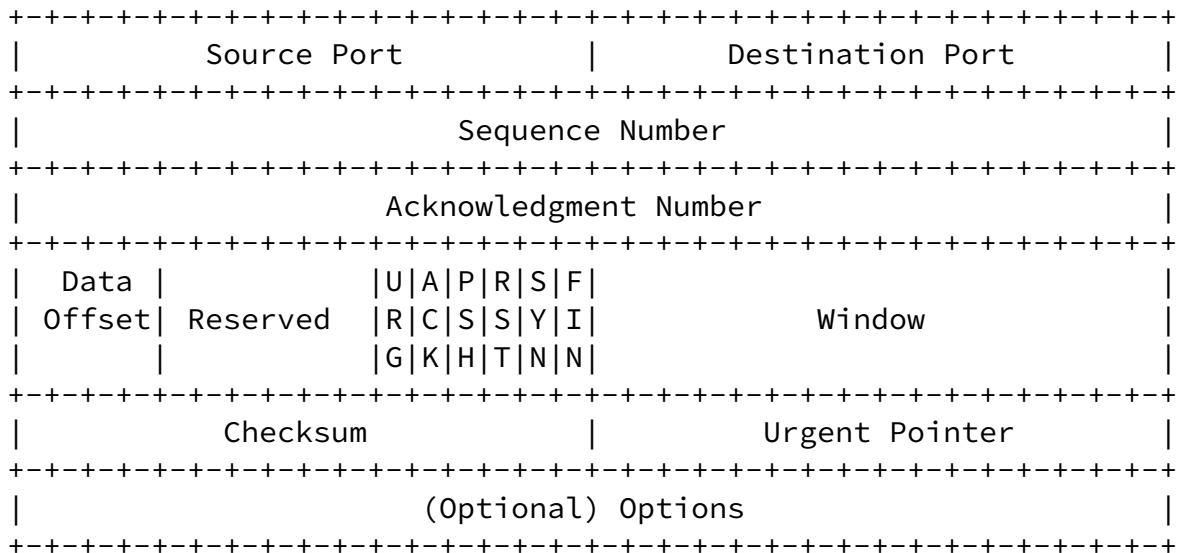 +-+-+-+-+-+-+-+-+-+-+-+-+-+-+-+-+-+-+-+-+-+-+-+-+-+-+-+-+-+-+-+-+
|          Source Port          |       Destination Port        |
+-+-+-+-+-+-+-+-+-+-+-+-+-+-+-+-+-+-+-+-+-+-+-+-+-+-+-+-+-+-+-+-+
|                        Sequence Number                        |
+-+-+-+-+-+-+-+-+-+-+-+-+-+-+-+-+-+-+-+-+-+-+-+-+-+-+-+-+-+-+-+-+
|                    Acknowledgment Number                      |
+-+-+-+-+-+-+-+-+-+-+-+-+-+-+-+-+-+-+-+-+-+-+-+-+-+-+-+-+-+-+-+-+
|  Data |           |U|A|P|R|S|F|                               |
| Offset| Reserved  |R|C|S|S|Y|I|            Window             |
|       |           |G|K|H|T|N|N|                               |
+-+-+-+-+-+-+-+-+-+-+-+-+-+-+-+-+-+-+-+-+-+-+-+-+-+-+-+-+-+-+-+-+
|           Checksum            |         Urgent Pointer        |
+-+-+-+-+-+-+-+-+-+-+-+-+-+-+-+-+-+-+-+-+-+-+-+-+-+-+-+-+-+-+-+-+
|                      (Optional) Options                       |
+-+-+-+-+-+-+-+-+-+-+-+-+-+-+-+-+-+-+-+-+-+-+-+-+-+-+-+-+-+-+-+-+